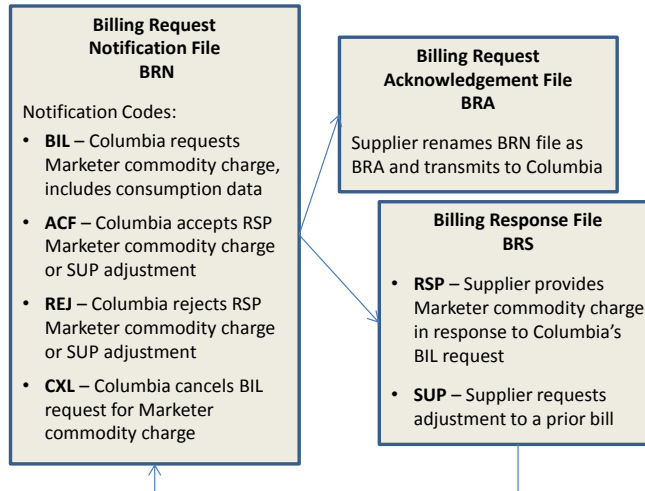 Billing Request
Notification File
BRN
Notification Codes:
• BIL – Columbia requests
Marketer commodity charge,
includes consumption data
• ACF – Columbia accepts RSP
Marketer commodity charge
or SUP adjustment
• REJ – Columbia rejects RSP
Marketer commodity charge
or SUP adjustment
• CXL – Columbia cancels BIL
request for Marketer
commodity charge
Billing Request
Acknowledgement File
BRA
Supplier renames BRN file as
BRA and transmits to Columbia
Billing Response File
BRS
• RSP – Supplier provides
Marketer commodity charge
in response to Columbia’s
BIL request
• SUP – Supplier requests
adjustment to a prior bill